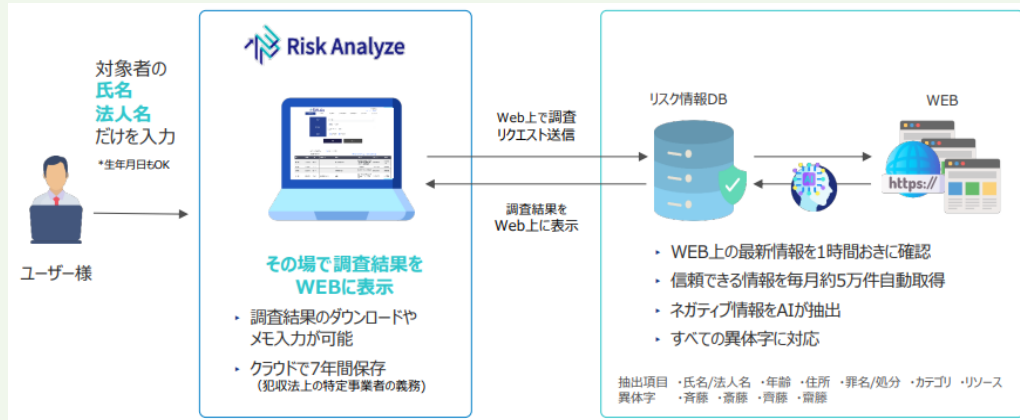 対象者の
氏名
法人名
だけを入力
*生年月日もOK
ユーザー様
Risk Analyze
その場で調査結果を
WEBに表示
‣ 調査結果のダウンロードや
メモ入力が可能
‣ クラウドで7年間保存
（犯収法上の特定事業者の義務）
Web上で調査
リクエスト送信
調査結果を
Web上に表示
リスク情報DB
WEB
https://
‣ WEB上の最新情報を1時間おきに確認
‣ 信頼できる情報を毎月約5万件自動取得
‣ ネガティブ情報をAIが抽出
‣ すべての異体字に対応
抽出項目 ・氏名/法人名 ・年齢 ・住所 ・罪名/処分 ・カテゴリ ・リソース
異体字 ・斉藤 ・斎藤 ・齊藤 ・齋藤